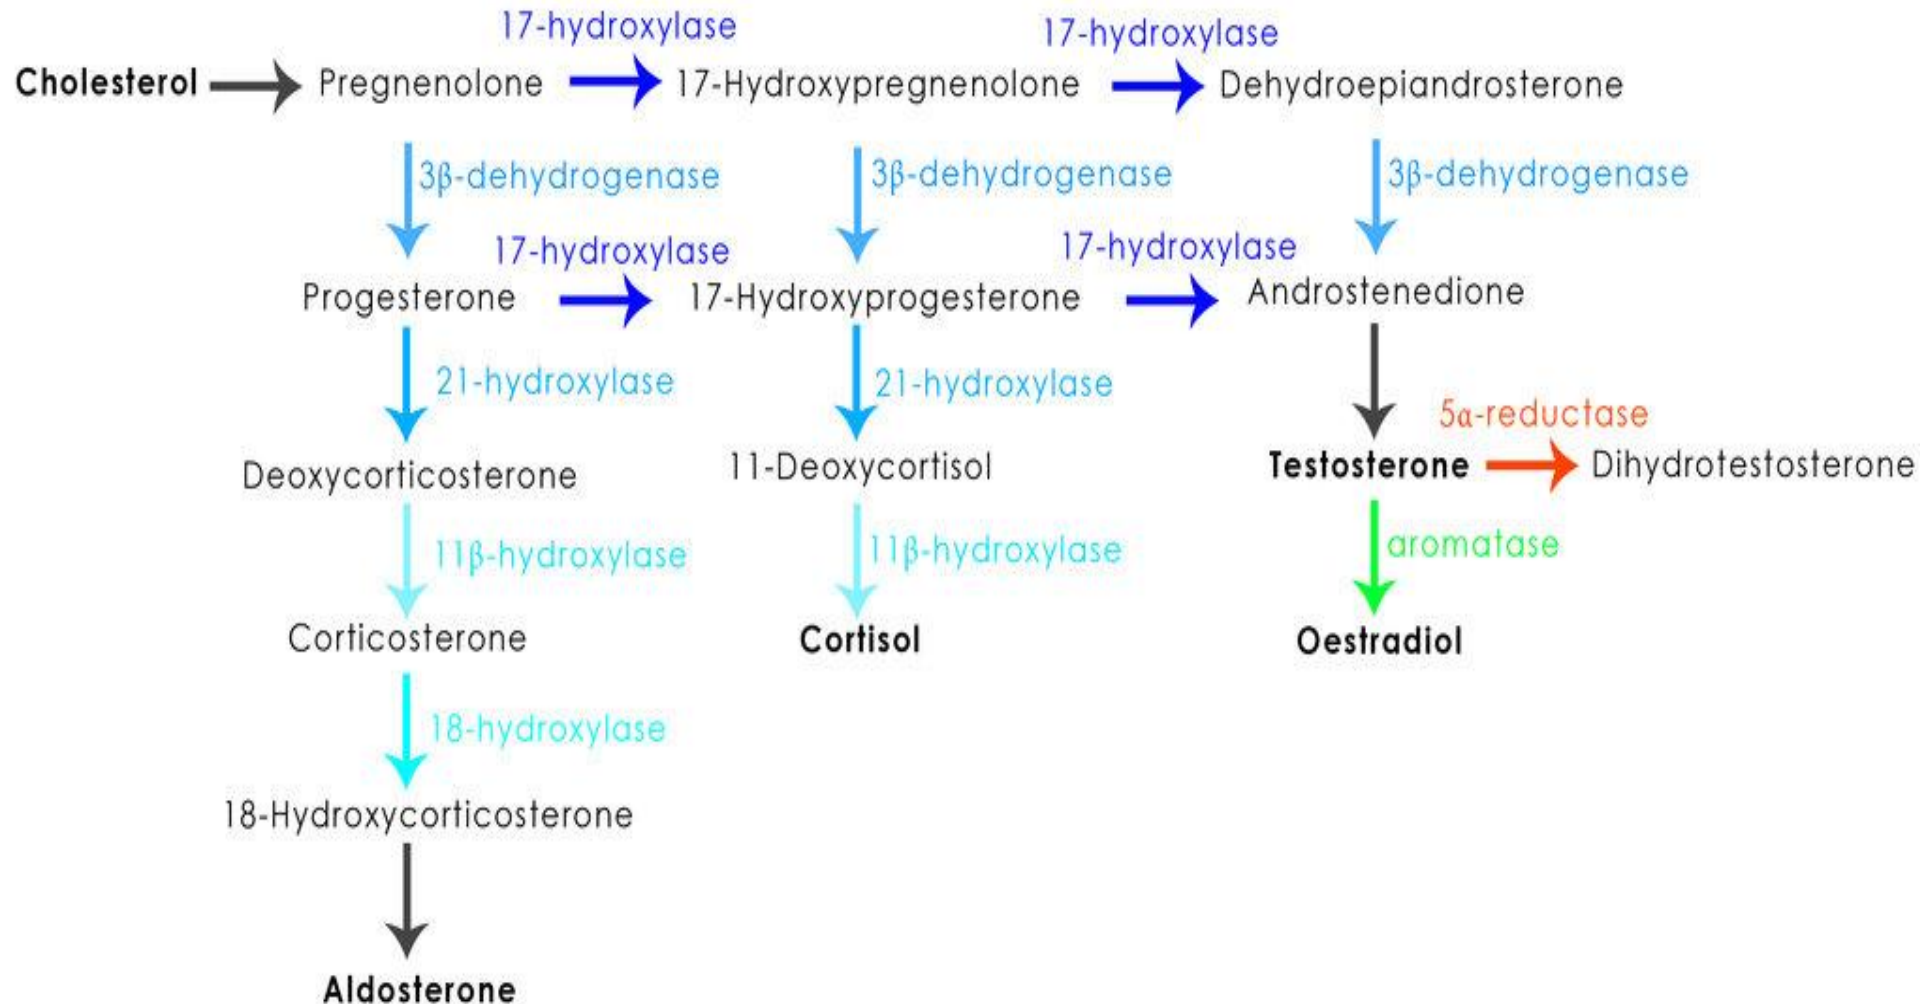 17-hydroxylase 17-hydroxylase
Cholesterol Pregnenolone 17-Hydroxypregnenolone Dehydroepiandrosterone
3β-dehydrogenase 3β-dehydrogenase 3β-dehydrogenase
17-hydroxylase 17-hydroxylase
Progesterone 17-Hydroxyprogesterone Androstenedione
21-hydroxylase 21-hydroxylase
5α-reductase
Deoxycorticosterone 11-Deoxycortisol Testosterone Dihydrotestosterone
11β-hydroxylase 11β-hydroxylase aromatase
Corticosterone Cortisol Oestradiol
18-hydroxylase
18-Hydroxycorticosterone
Aldosterone